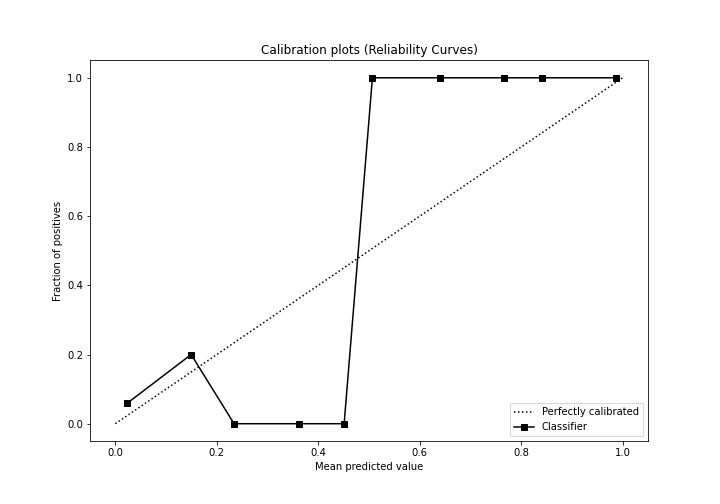 Calibration plots (Reliability Curves)
1.0
0.8
0.6
0.4
0.2
0.0
Fraction of positives
0.0 0.2 0.4 0.6 0.8 1.0
Mean predicted value
Perfectly calibrated
Classifier